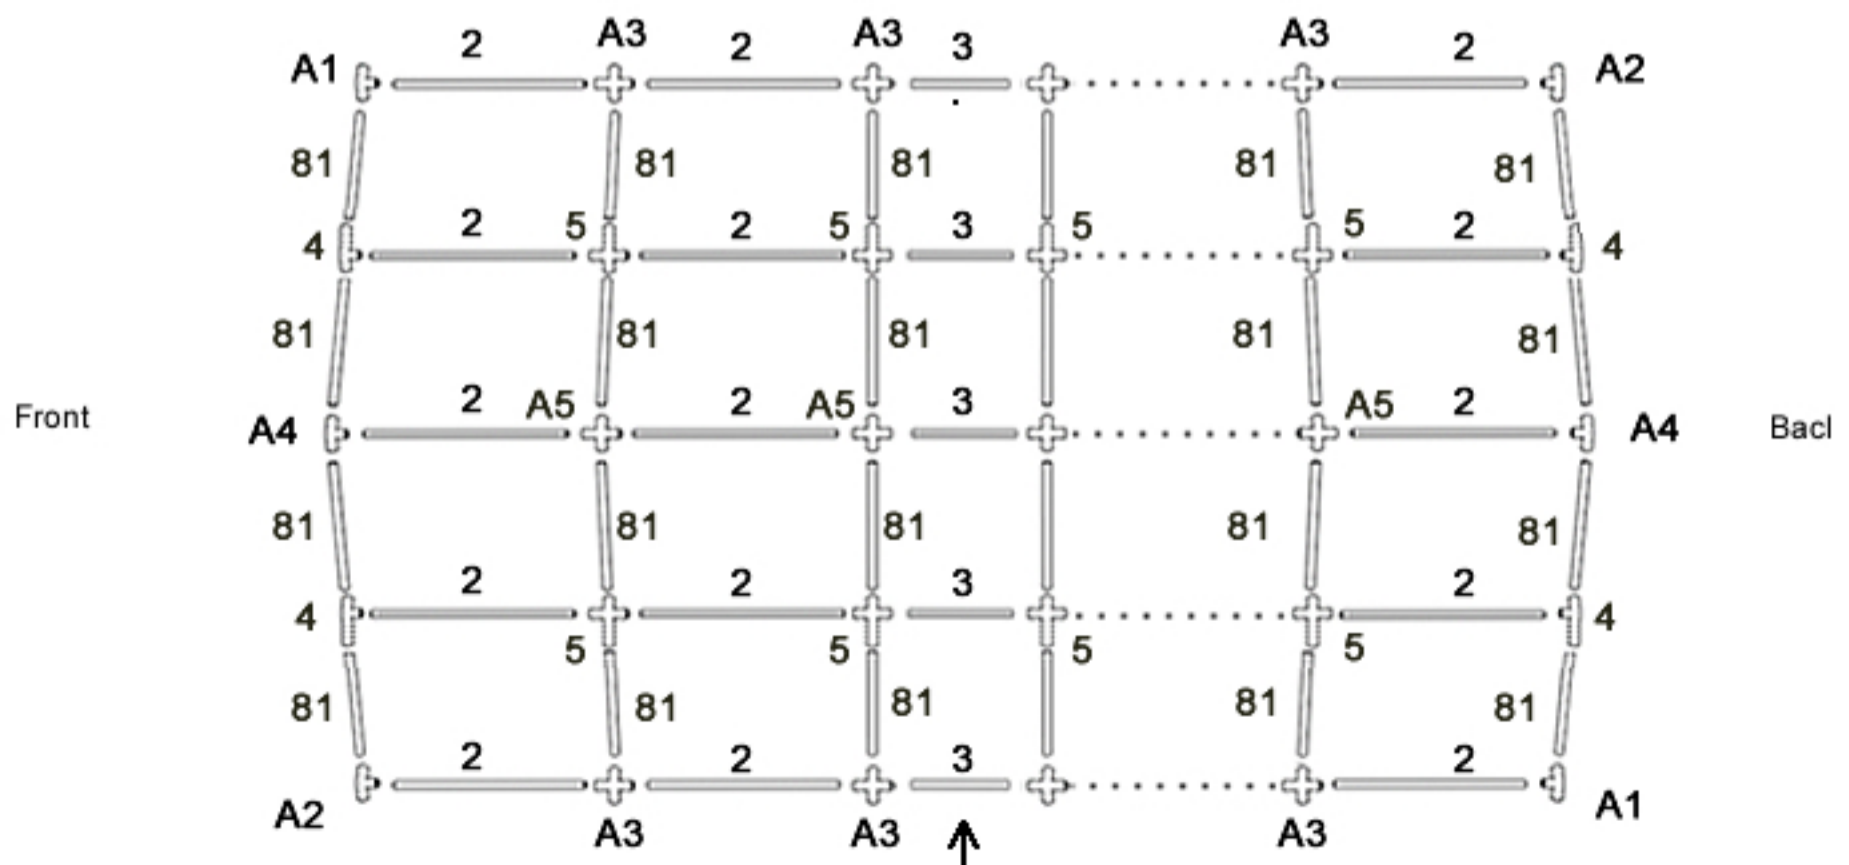 2 A3 2 A3 3 A3 2
A1 A2
81 81 81 81 81
2 5 2 5 3 5 5 2
4 4
81 81 81 81 81
2 A5 2 A5 3 A5 2
Front A4 A4 Bacl
81 81 81 81 81
2 2 3 2
4 5 5 5 5 4
81 81 81 81 81
2 2 3 2
A2 A3 A3 A3 A1